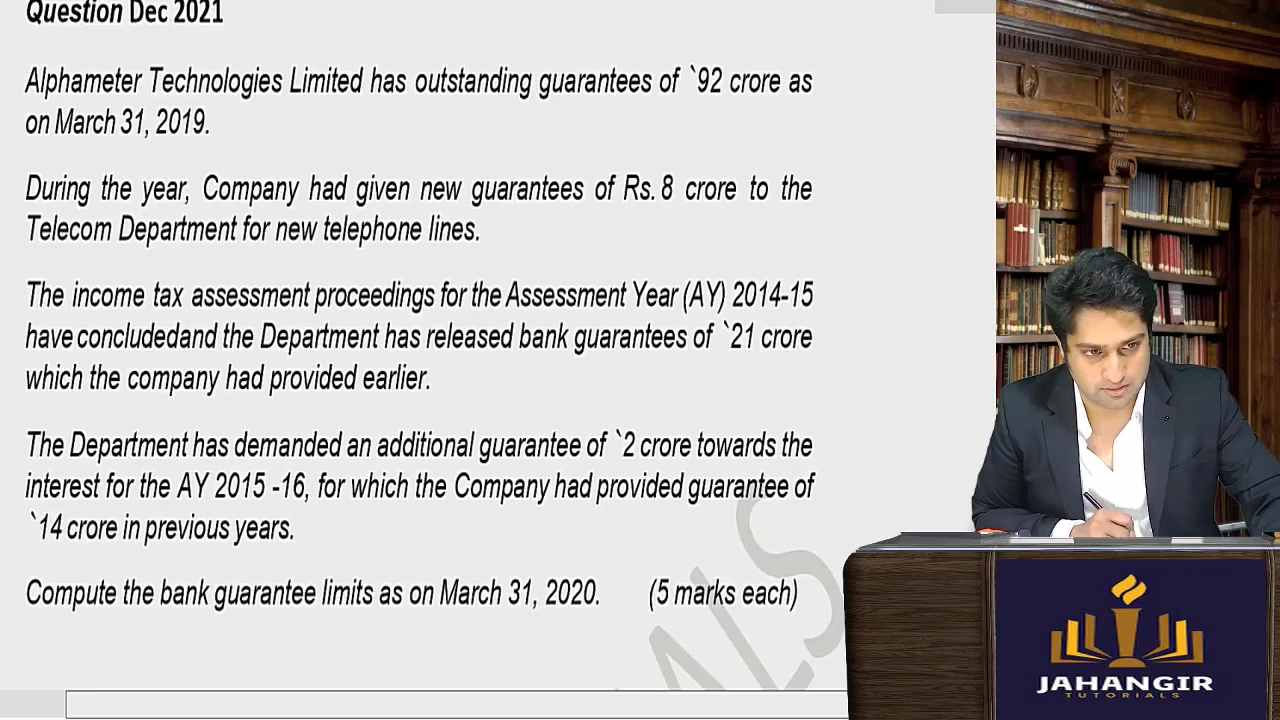 Question Dec 2021
Alphameter Technologies Limited has outstanding guarantees of `92 crore as
on March 31, 2019.
During the year, Company had given new guarantees of Rs. 8 crore to the
Telecom Department for new telephone lines.
The income tax assessment proceedings for the Assessment Year (AY) 2014-15
have concludedand the Department has released bank guarantees of `21 crore
which the company had provided earlier.
The Department has demanded an additional guarantee of `2 crore towards the
interest for the AY 2015 -16, for which the Company had provided guarantee of
`14 crore in previous years.
Compute the bank guarantee limits as on March 31, 2020. (5 marks each)
JAHANGIR
TUTORIALS